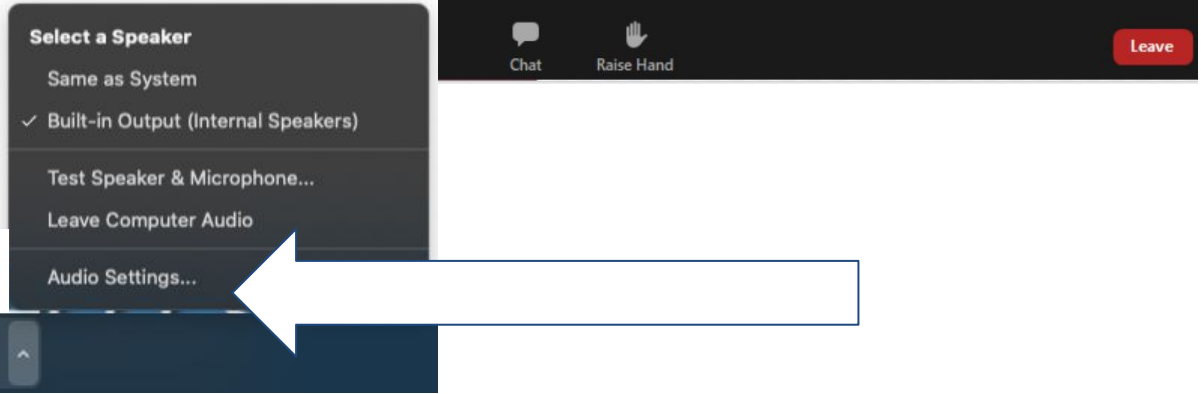 Select a Speaker
Same as System
✓ Built-in Output (Internal Speakers)
Test Speaker & Microphone...
Leave Computer Audio
Audio Settings...
Chat
Raise Hand
Leave